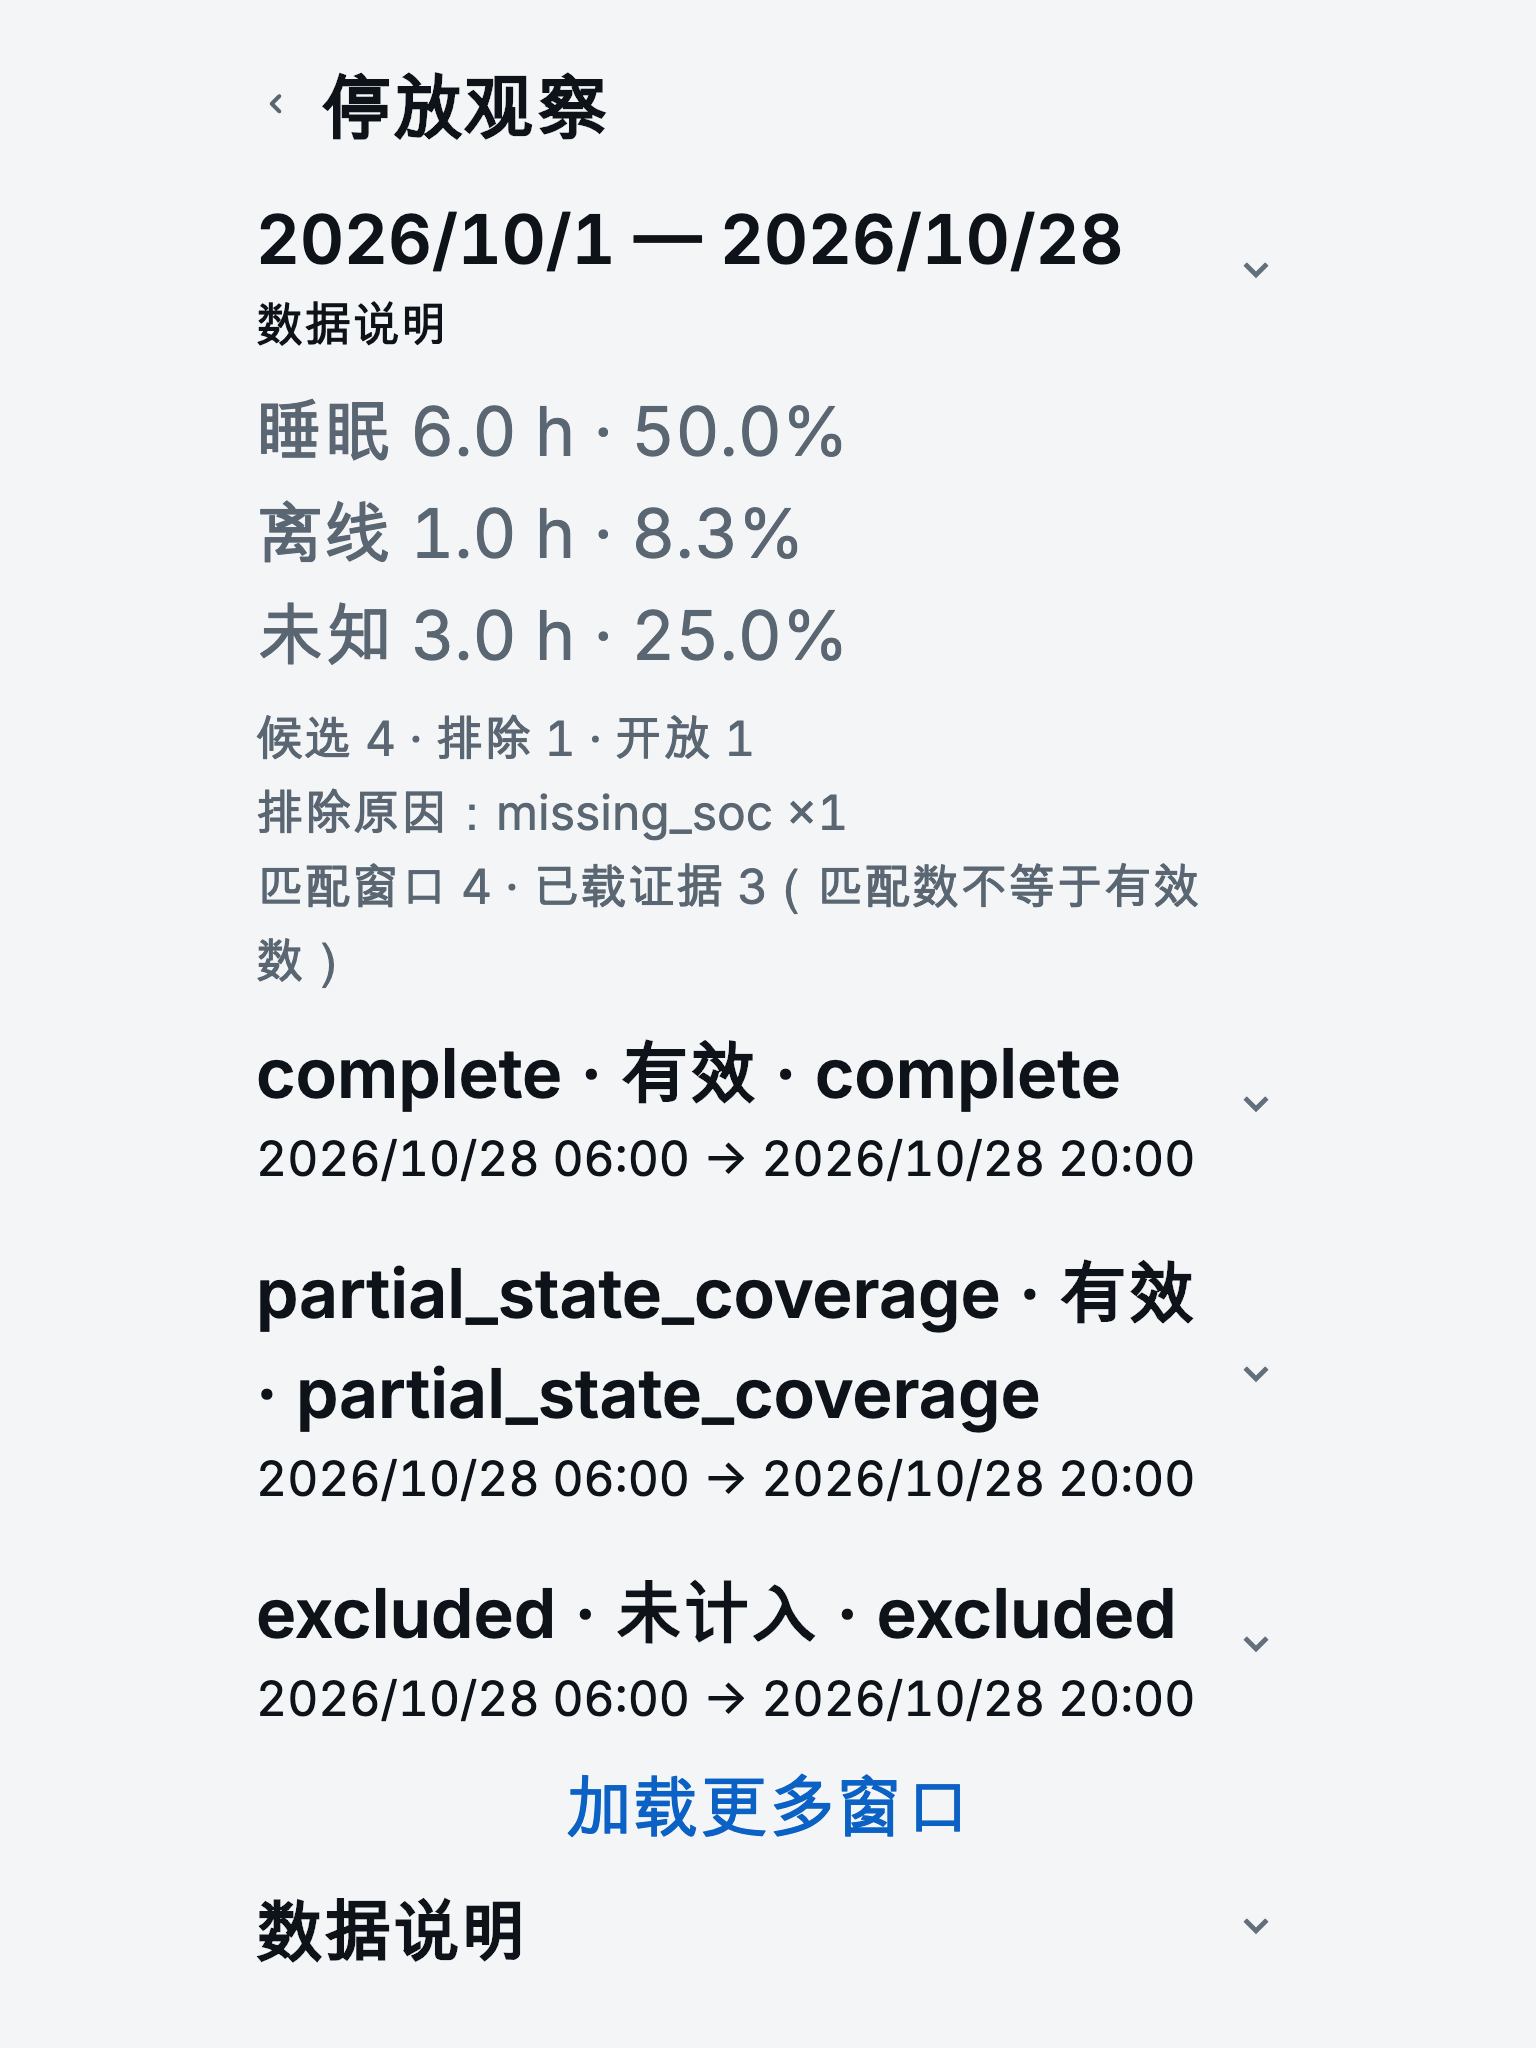 停放观察
2026/10/1 — 2026/10/28
数据说明
睡眠 6.0 h · 50.0%
离线 1.0 h · 8.3%
未知 3.0 h · 25.0%
候选 4 · 排除 1 · 开放 1
排除原因：missing_soc ×1
匹配窗口 4 · 已载证据 3（匹配数不等于有效
数）
complete · 有效 · complete
2026/10/28 06:00 → 2026/10/28 20:00
partial_state_coverage · 有效
· partial_state_coverage
2026/10/28 06:00 → 2026/10/28 20:00
excluded · 未计入 · excluded
2026/10/28 06:00 → 2026/10/28 20:00
加载更多窗口
数据说明